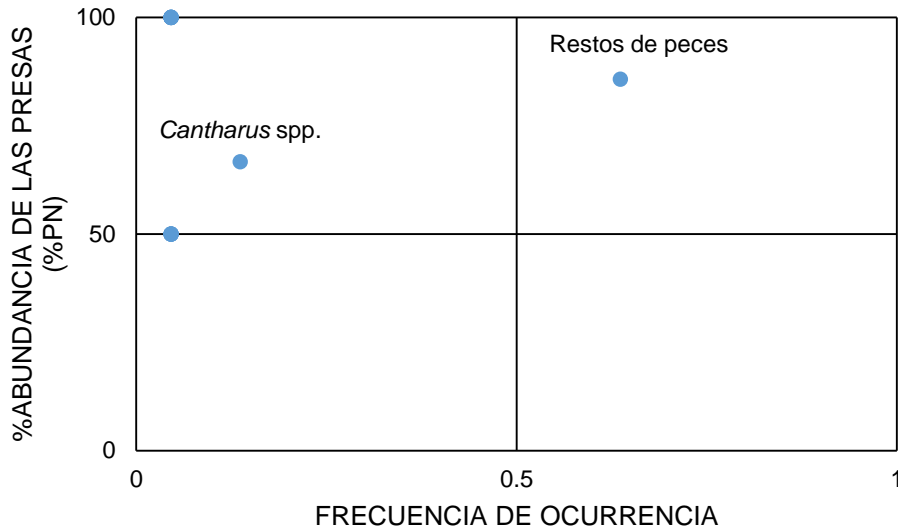 100
50
0
%ABUNDANCIA DE LAS PRESAS
(%PN)
Restos de peces
Cantharus spp.
0
0.5
1
FRECUENCIA DE OCURRENCIA